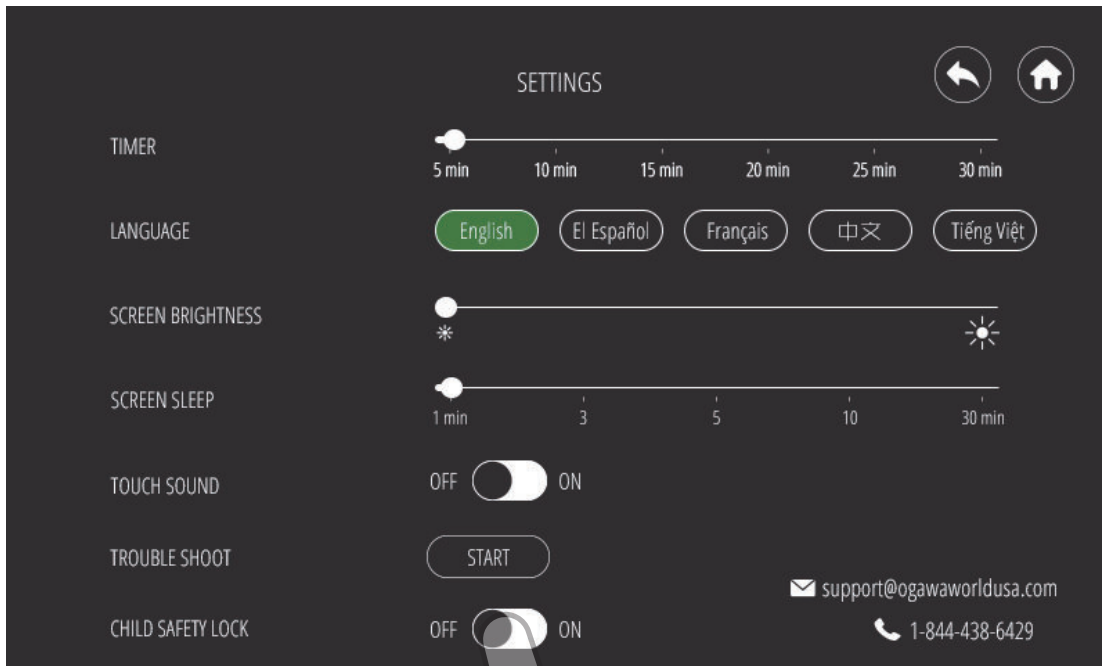 SETTINGS
TIMER
5 min 10 min 15 min 20 min 25 min 30 min
LANGUAGE English El Español Français 中文 Tiếng Việt
SCREEN BRIGHTNESS
SCREEN SLEEP
1 min 3 5 10 30 min
TOUCH SOUND OFF ON
TROUBLE SHOOT START
support@ogawaworldusa.com
CHILD SAFETY LOCK OFF ON 1-844-438-6429